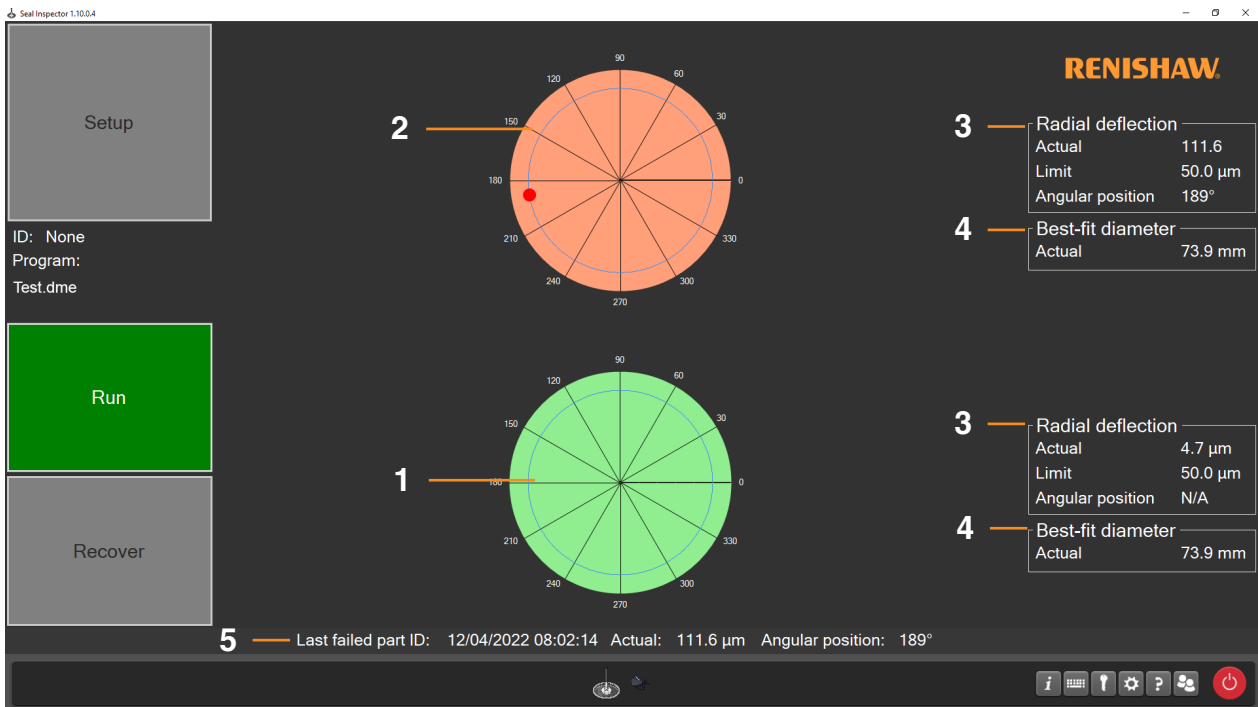 Seal Inspector 1.10.0.4
Setup
ID: None
Program:
Test.dme
Run
Recover
2
90
120
60
150
30
180
0
210
330
240
300
270
1
90
120
60
150
30
180
0
210
330
240
300
270
RENISHAW.
3
Radial deflection
Actual 111.6
Limit 50.0 µm
Angular position 189°
4
Best-fit diameter
Actual 73.9 mm
3
Radial deflection
Actual 4.7 µm
Limit 50.0 µm
Angular position N/A
4
Best-fit diameter
Actual 73.9 mm
5
Last failed part ID: 12/04/2022 08:02:14 Actual: 111.6 µm Angular position: 189°
i
?